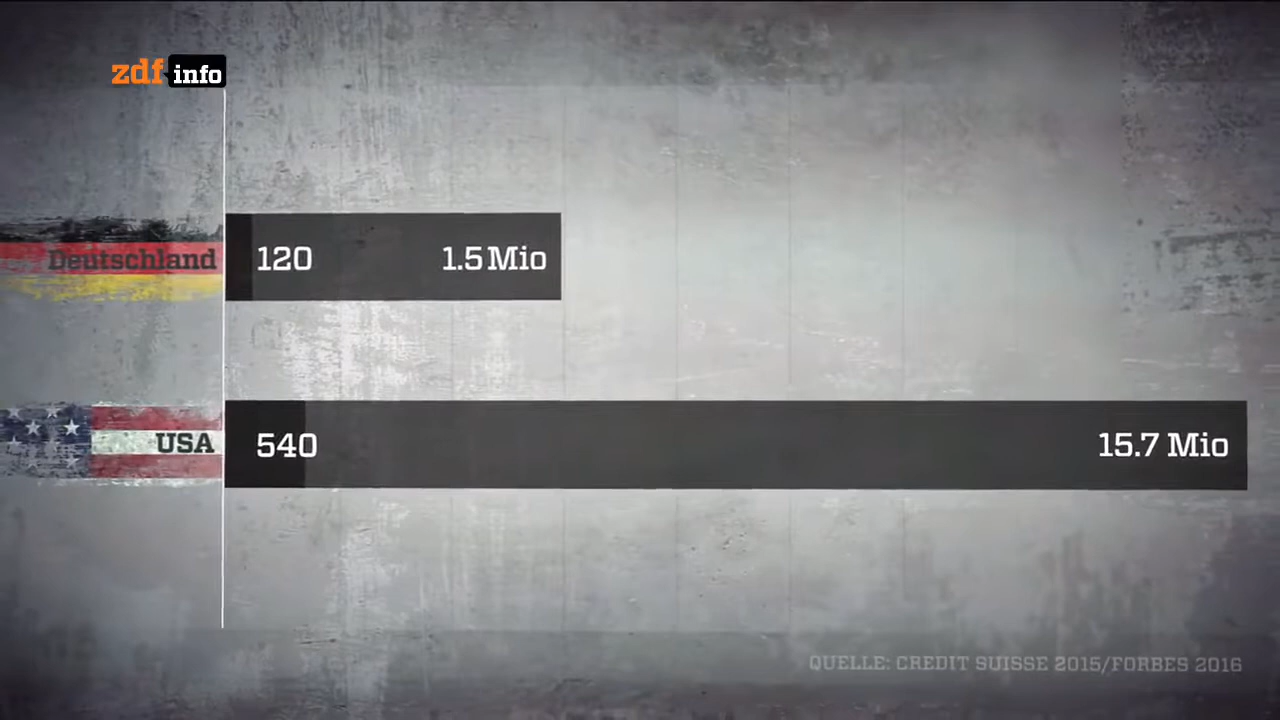 zdf info
Deutschland 120 1.5 Mio
USA 540 15.7 Mio
QUELLE: CREDIT SUISSE 2015/FORBES 2016